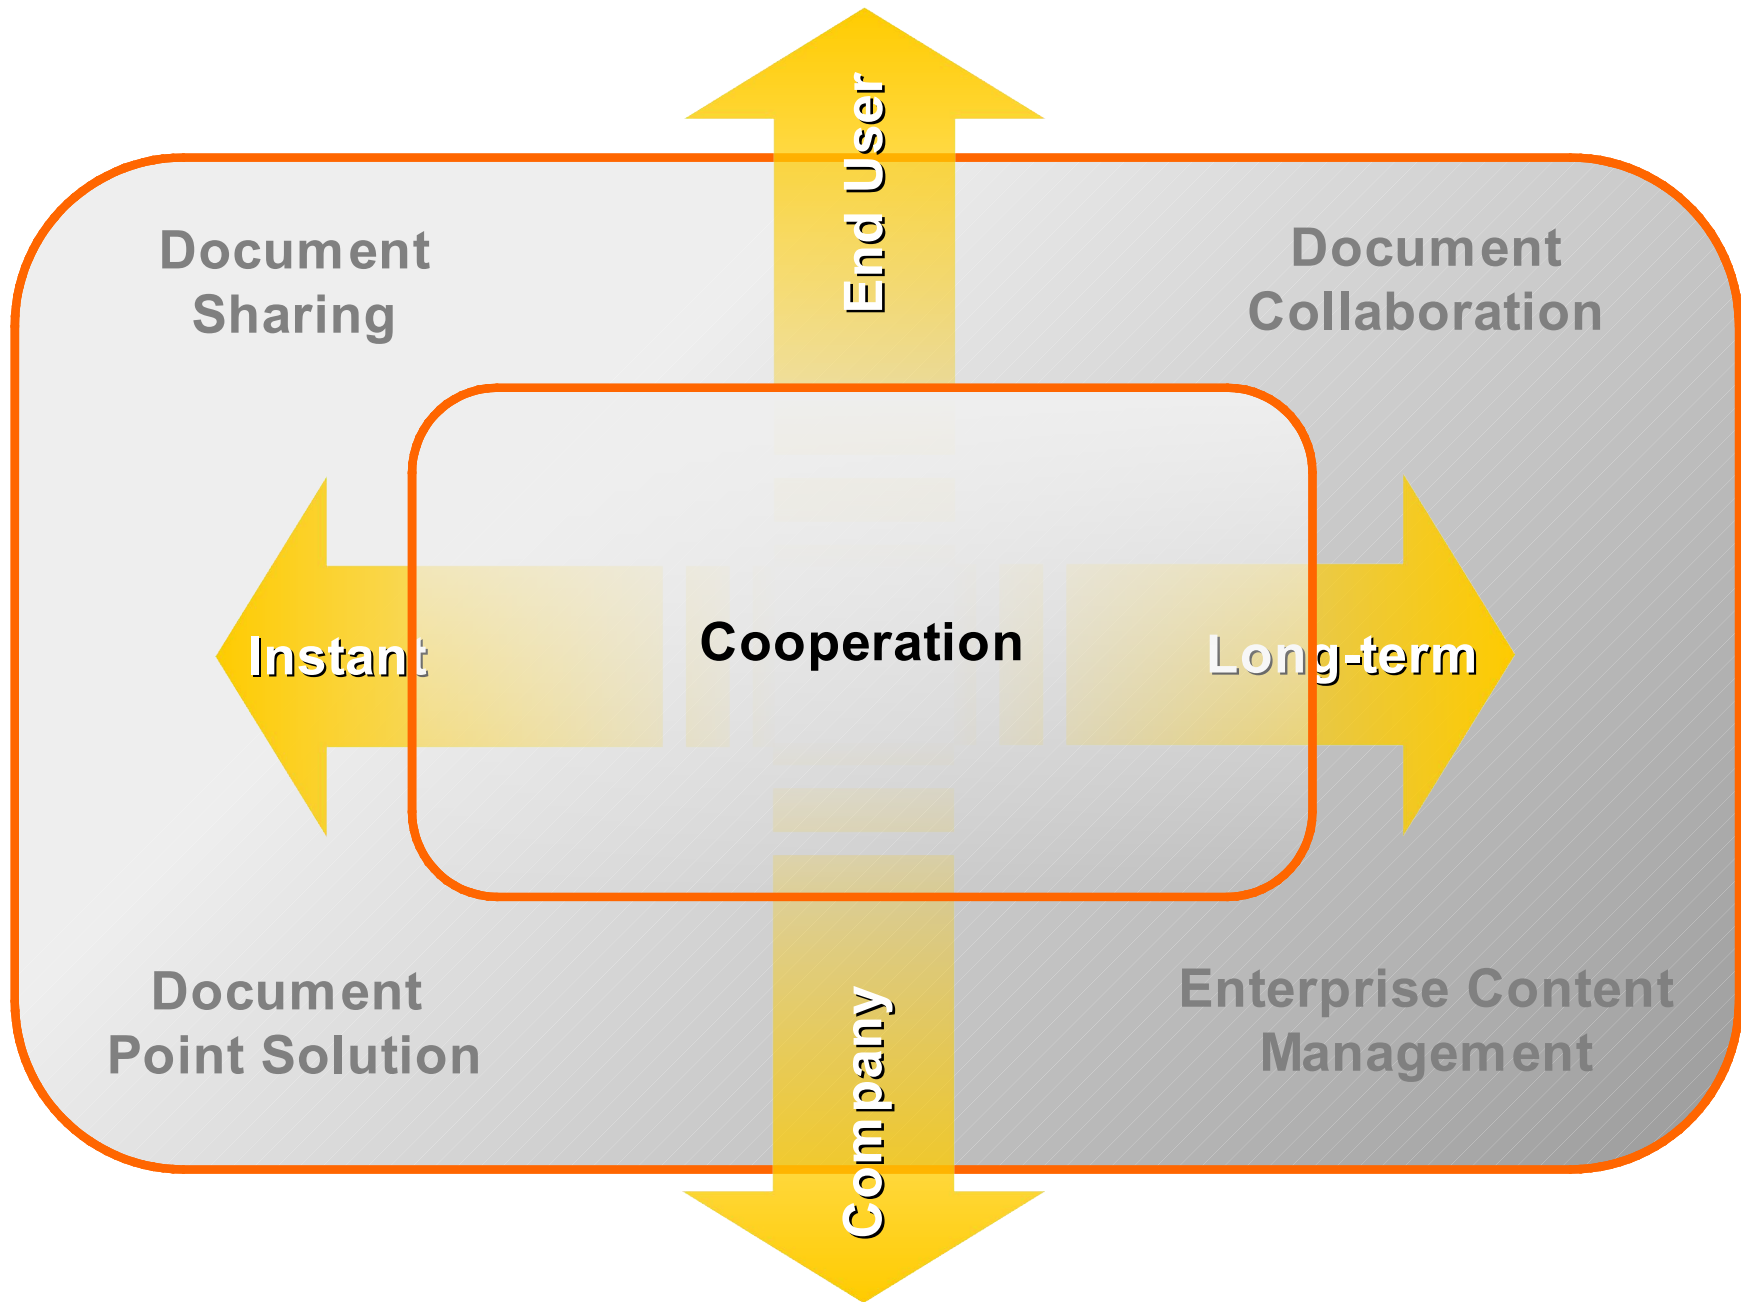 End User
Document
Sharing
Document
Collaboration
Instant
Cooperation
Long-term
Document
Point Solution
Enterprise Content
Management
Company